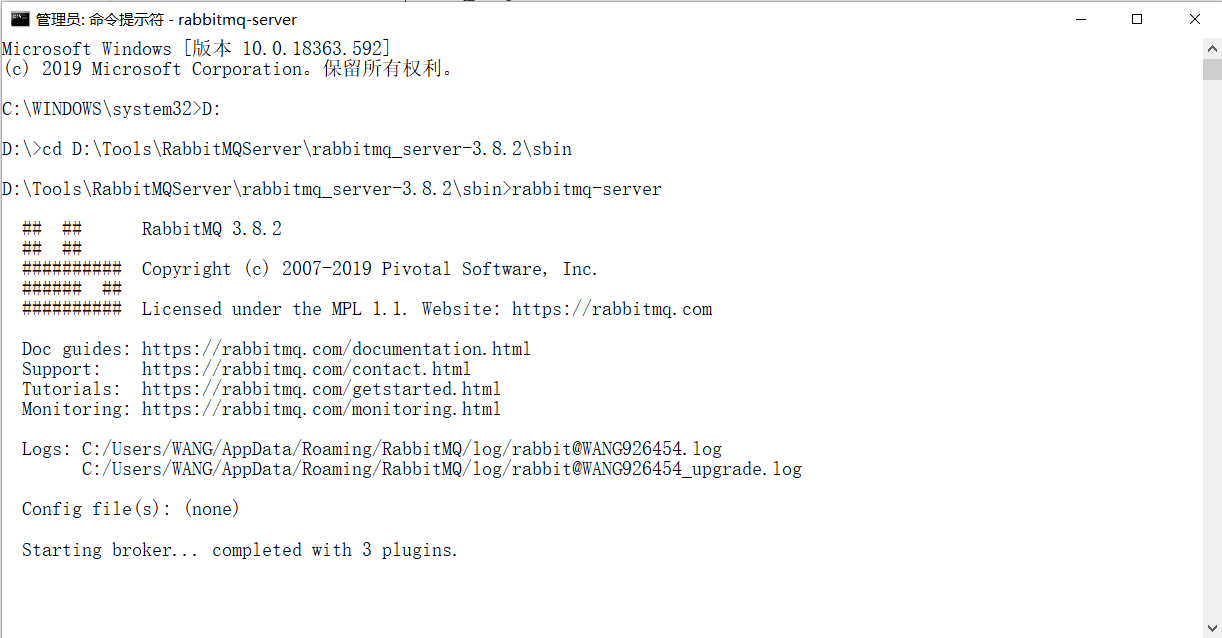 管理员: 命令提示符 - rabbitmq-server
Microsoft Windows [版本 10.0.18363.592]
(c) 2019 Microsoft Corporation。保留所有权利。
C:\WINDOWS\system32>D:
D:\>cd D:\Tools\RabbitMQServer\rabbitmq_server-3.8.2\sbin
D:\Tools\RabbitMQServer\rabbitmq_server-3.8.2\sbin>rabbitmq-server
##  ##      RabbitMQ 3.8.2
##  ##
##########  Copyright (c) 2007-2019 Pivotal Software, Inc.
######  ##
##########  Licensed under the MPL 1.1. Website: https://rabbitmq.com
Doc guides: https://rabbitmq.com/documentation.html
Support:    https://rabbitmq.com/contact.html
Tutorials:  https://rabbitmq.com/getstarted.html
Monitoring: https://rabbitmq.com/monitoring.html
Logs: C:/Users/WANG/AppData/Roaming/RabbitMQ/log/rabbit@WANG926454.log
C:/Users/WANG/AppData/Roaming/RabbitMQ/log/rabbit@WANG926454_upgrade.log
Config file(s): (none)
Starting broker... completed with 3 plugins.